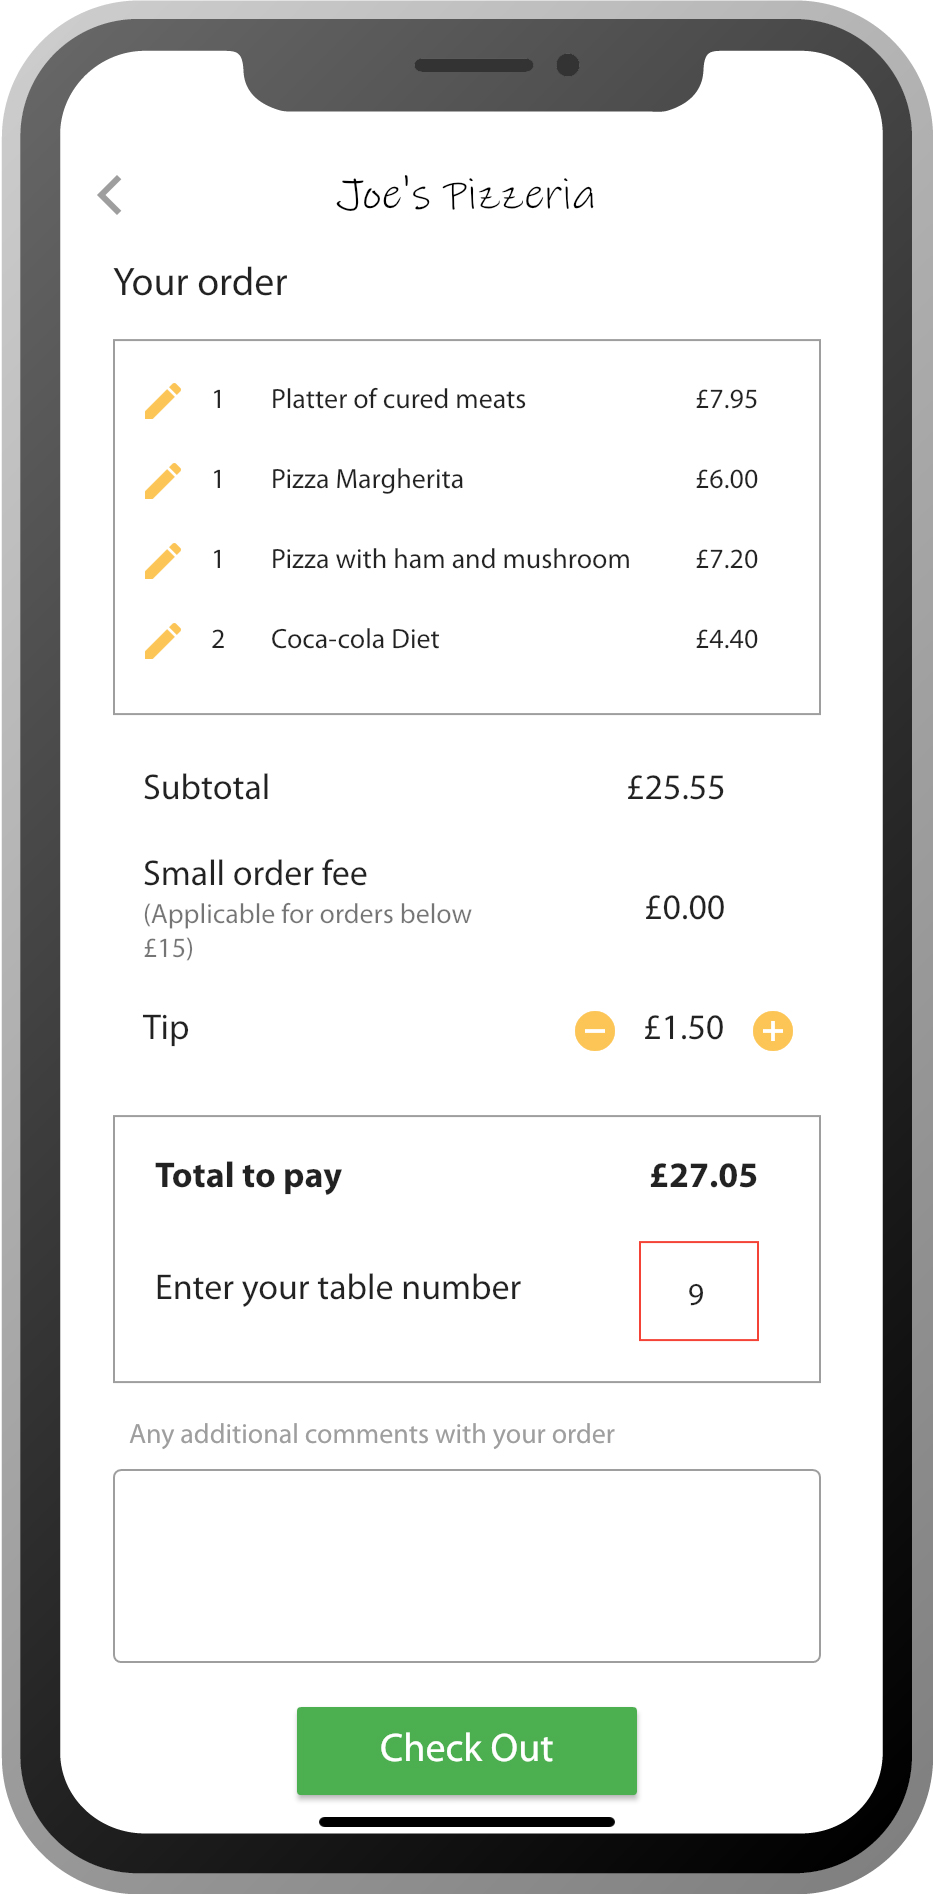 Joe's Pizzeria
Your order
1 Platter of cured meats £7.95
1 Pizza Margherita £6.00
1 Pizza with ham and mushroom £7.20
2 Coca-cola Diet £4.40
Subtotal £25.55
Small order fee
(Applicable for orders below
£15)
£0.00
Tip £1.50
Total to pay £27.05
Enter your table number 9
Any additional comments with your order
Check Out